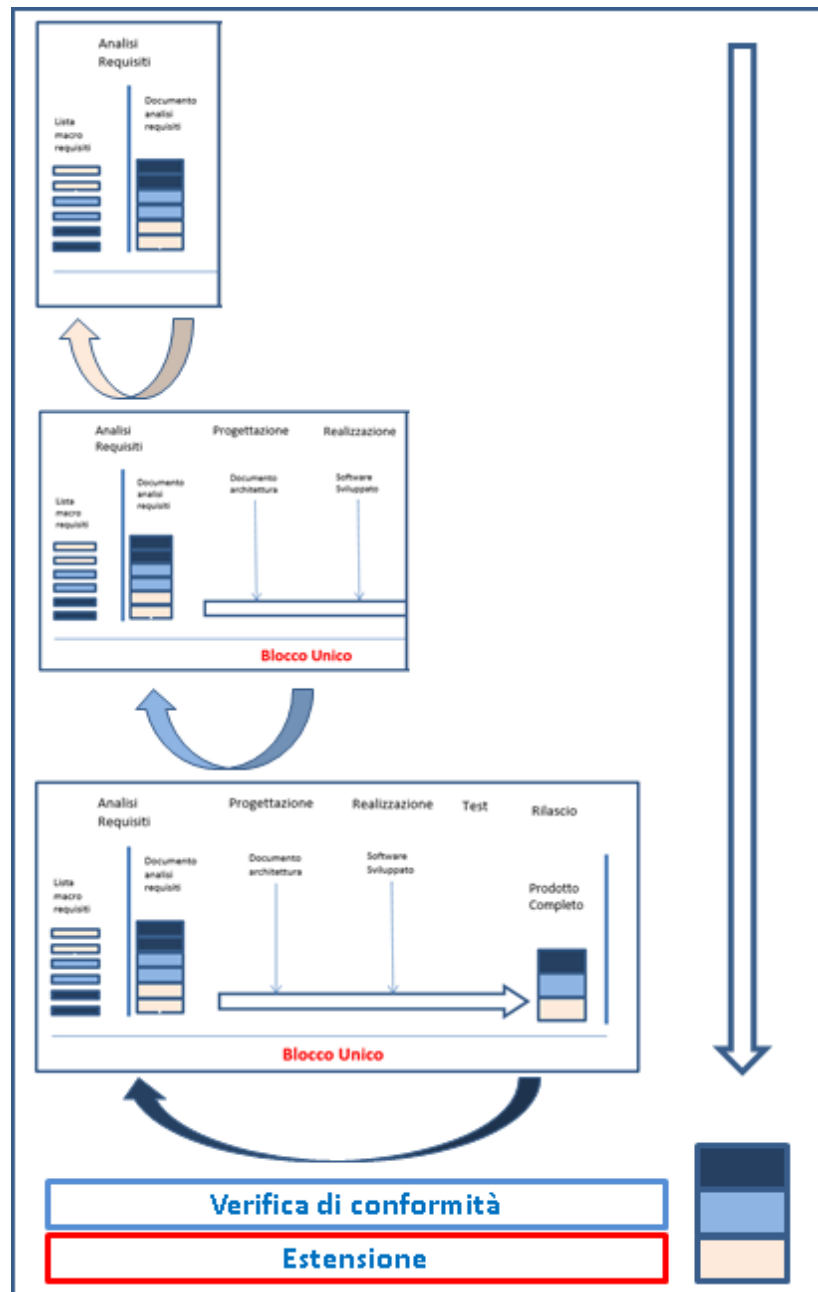 Analisi
Requisiti
Lista
macro
requisiti
Documento
analisi
requisiti
Analisi
Requisiti
Progettazione
Realizzazione
Lista
macro
requisiti
Documento
analisi
requisiti
Documento
architettura
Software
Sviluppato
Blocco Unico
Analisi
Requisiti
Progettazione
Realizzazione
Test
Rilascio
Lista
macro
requisiti
Documento
analisi
requisiti
Documento
architettura
Software
Sviluppato
Prodotto
Completo
Blocco Unico
Verifica di conformità
Estensione